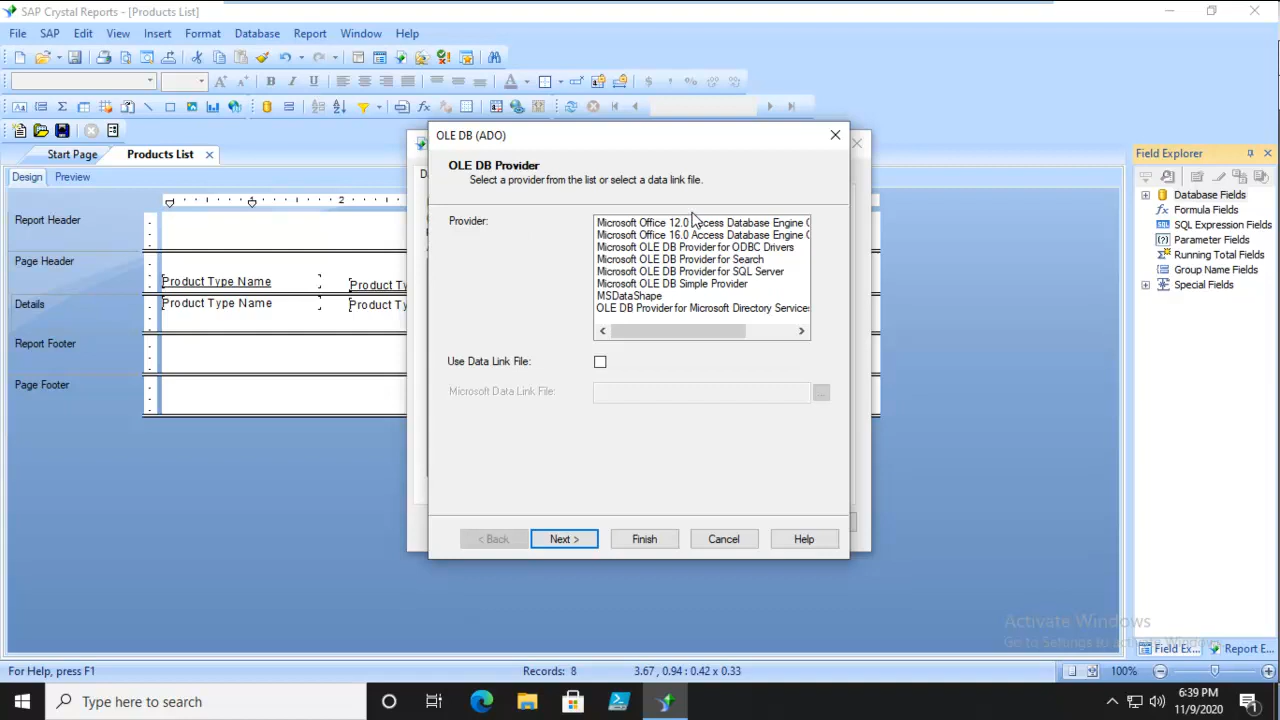 SAP Crystal Reports - [Products List]
File SAP Edit View Insert Format Database Report Window Help
Start Page Products List
Design Preview
2
Report Header
Page Header
Product Type Name Product T
Details
Product Type Name Product Ty
Report Footer
Page Footer
OLE DB (ADO)
OLE DB Provider
Select a provider from the list or select a data link file.
Provider:
Microsoft Office 12.0 Access Database Engine O
Microsoft Office 16.0 Access Database Engine O
Microsoft OLE DB Provider for ODBC Drivers
Microsoft OLE DB Provider for Search
Microsoft OLE DB Provider for SQL Server
Microsoft OLE DB Simple Provider
MSDataShape
OLE DB Provider for Microsoft Directory Services
Use Data Link File:
Microsoft Data Link File:
...
< Back Next > Finish Cancel Help
Field Explorer
Database Fields
Formula Fields
SQL Expression Fields
Parameter Fields
Running Total Fields
Group Name Fields
Special Fields
Activate Windows
Go to Settings to activate Windows.
Field Ex... Report E...
For Help, press F1 Records: 8 3.67 , 0.94 : 0.42 x 0.33 100%
Type here to search
6:39 PM
11/9/2020
1